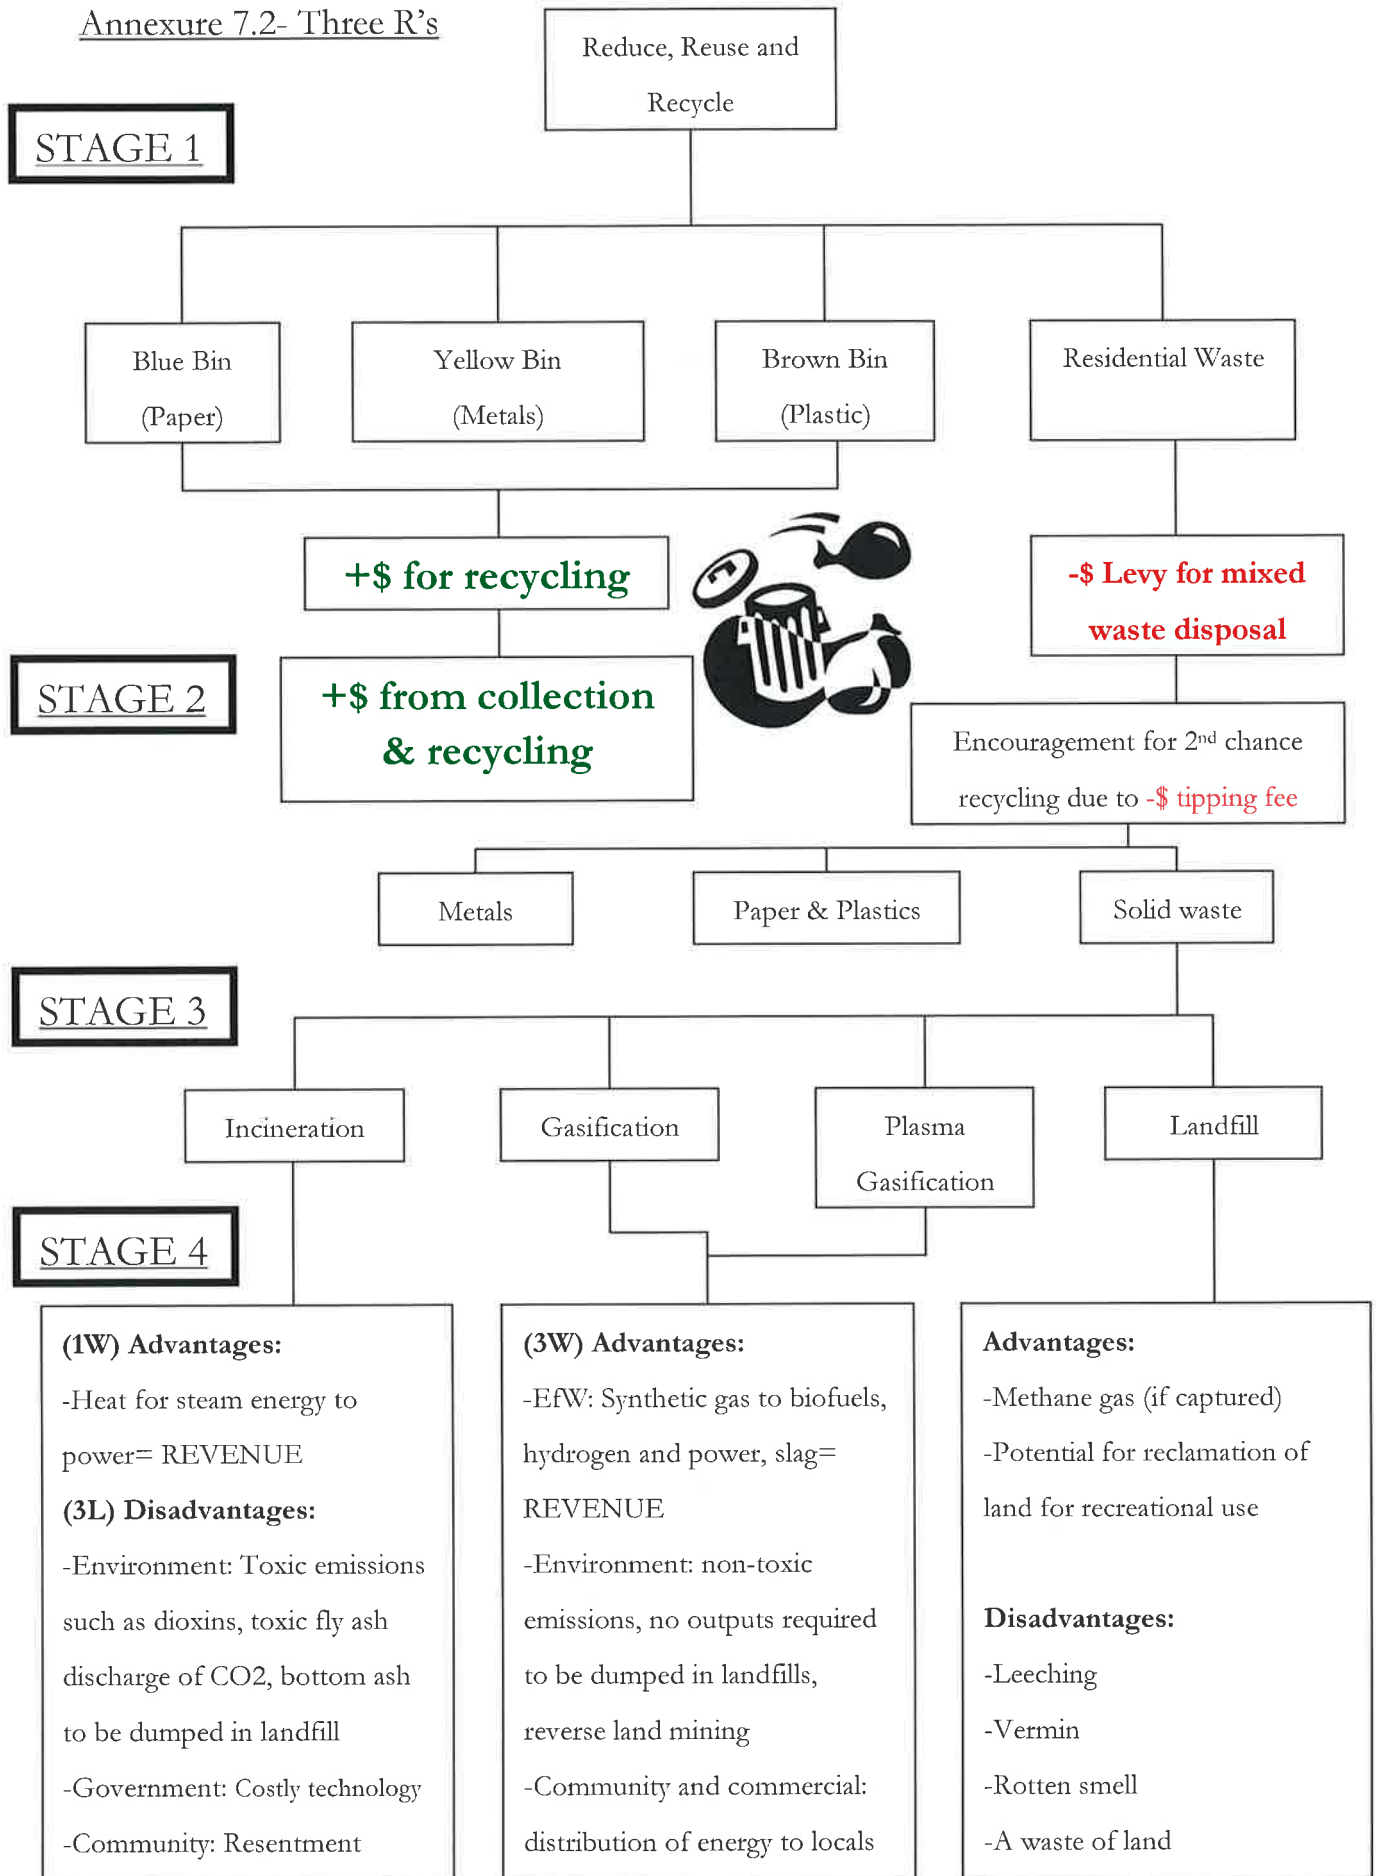 Annexure 7.2- Three R's
Reduce, Reuse and
Recycle
STAGE 1
Blue Bin
(Paper)
Yellow Bin
(Metals)
Brown Bin
(Plastic)
Residential Waste
+$ for recycling
-$ Levy for mixed
waste disposal
STAGE 2
+$ from collection
& recycling
Encouragement for 2nd chance
recycling due to -$ tipping fee
Metals
Paper & Plastics
Solid waste
STAGE 3
Incineration
Gasification
Plasma
Gasification
Landfill
STAGE 4
(1W) Advantages:
-Heat for steam energy to
power= REVENUE
(3L) Disadvantages:
-Environment: Toxic emissions
such as dioxins, toxic fly ash
discharge of CO2, bottom ash
to be dumped in landfill
-Government: Costly technology
-Community: Resentment
(3W) Advantages:
-EfW: Synthetic gas to biofuels,
hydrogen and power, slag=
REVENUE
-Environment: non-toxic
emissions, no outputs required
to be dumped in landfills,
reverse land mining
-Community and commercial:
distribution of energy to locals
Advantages:
-Methane gas (if captured)
-Potential for reclamation of
land for recreational use
Disadvantages:
-Leeching
-Vermin
-Rotten smell
-A waste of land